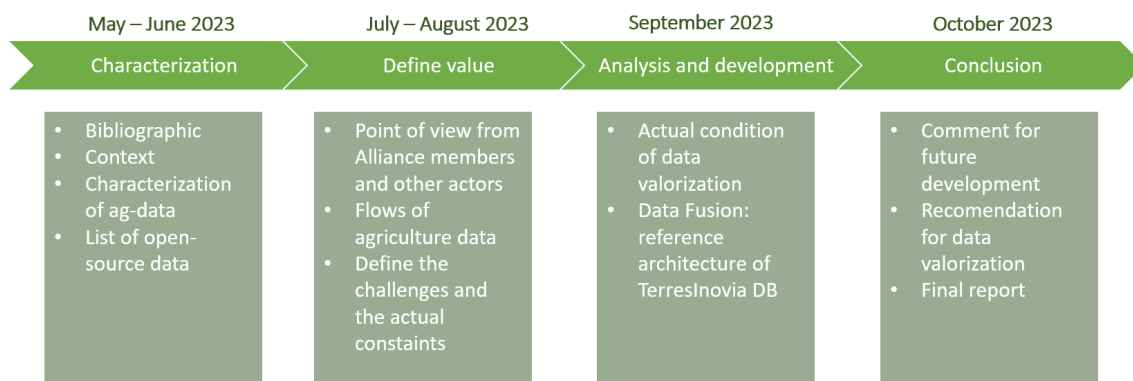 May – June 2023
July – August 2023
September 2023
October 2023
Characterization
Define value
Analysis and development
Conclusion
• Bibliographic
• Context
• Characterization
of ag-data
• List of open-
source data
• Point of view from
Alliance members
and other actors
• Flows of
agriculture data
• Define the
challenges and
the actual
constaints
• Actual condition
of data
valorization
• Data Fusion:
reference
architecture of
TerresInovia DB
• Comment for
future
development
• Recomendation
for data
valorization
• Final report